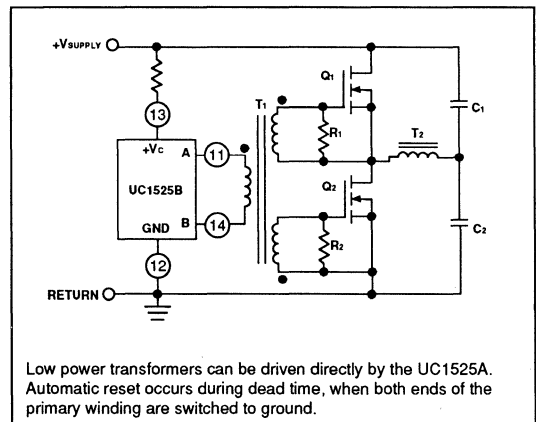 +VSUPPLY
Q1
T1
C1
13
R1
T2
+VC
A
11
UC1525B
Q2
B
14
GND
R2
C2
12
RETURN
Low power transformers can be driven directly by the UC1525A.
Automatic reset occurs during dead time, when both ends of the
primary winding are switched to ground.